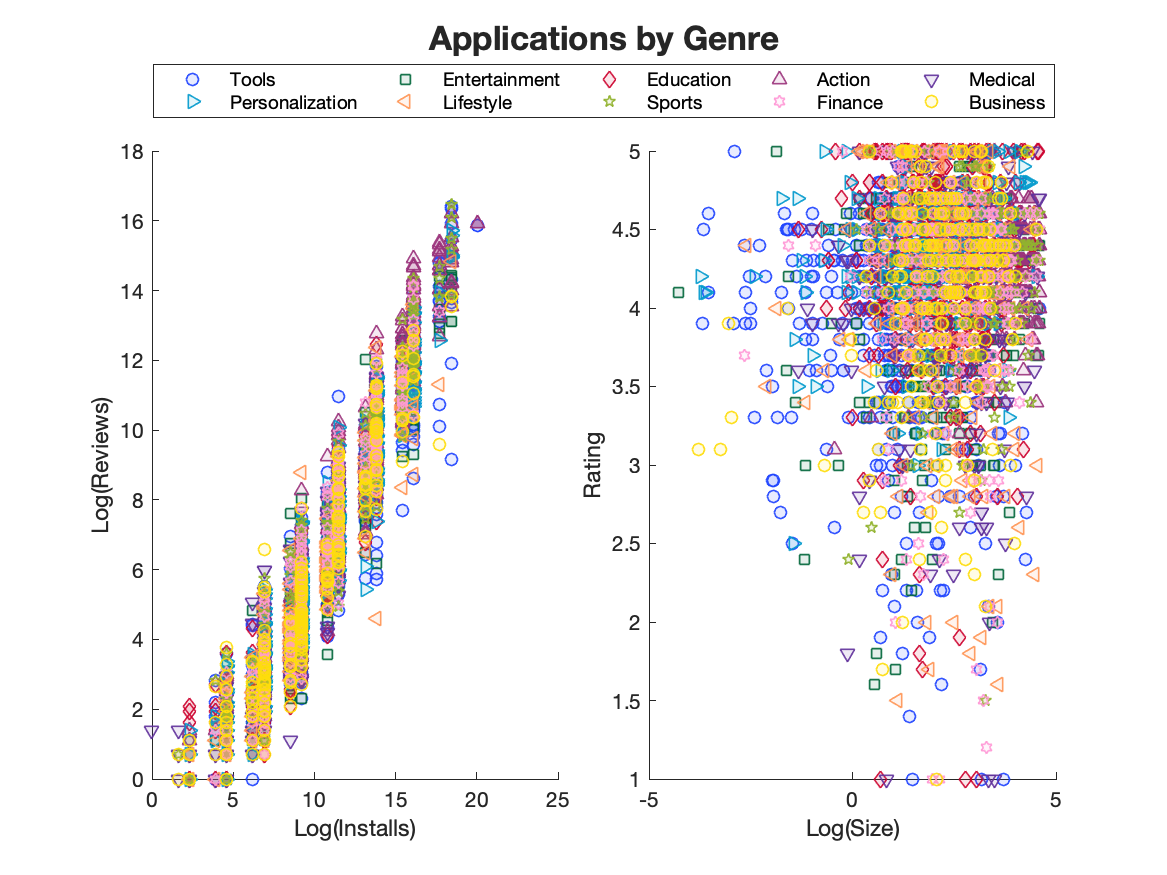 Applications by Genre
Tools Entertainment Education Action Medical
Personalization Lifestyle Sports Finance Business
18
16
14
12
10
8
6
4
2
0
Log(Reviews)
0 5 10 15 20 25
Log(Installs)
5
4.5
4
3.5
3
2.5
2
1.5
1
Rating
-5 0 5
Log(Size)